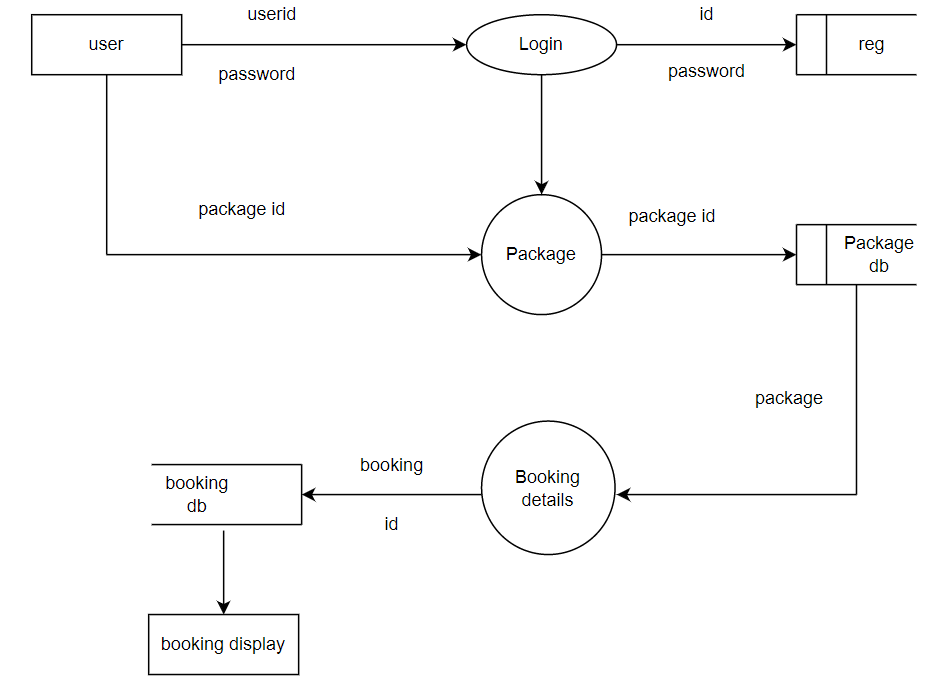 userid
id
user
Login
reg
password
password
package id
package id
Package
Package
db
package
booking
Booking
details
booking
db
id
booking display